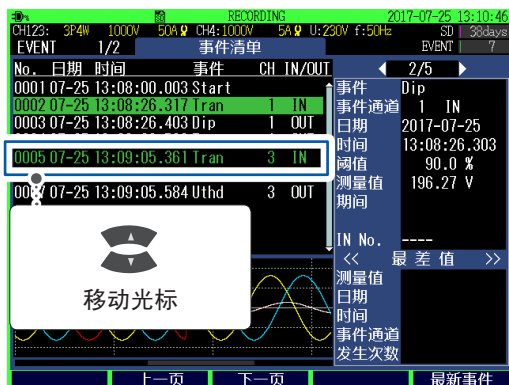 RECORDING 2017-07-25 13:10:46
CH123: 3P4W 1000V 50A CH4:1000V 5A U:230V f:50Hz SD 38days
EVENT 1/2 事件清单 EVENT 7
No. 日期 时间 事件 CH IN/OUT
0001 07-25 13:08:00.003 Start
0002 07-25 13:08:26.317 Tran 1 IN
0003 07-25 13:08:26.403 Dip 1 OUT
0005 07-25 13:09:05.361 Tran 3 IN
07-25 13:09:05.584 Uthd 3 OUT
移动光标
2/5
事件 Dip
事件通道 1 IN
日期 2017-07-25
时间 13:08:26.303
阈值 90.0 %
测量值 196.27 V
期间
IN No. ----
<< 最差值 >>
测量值
日期
时间
事件通道
发生次数
上一页 下一页 最新事件